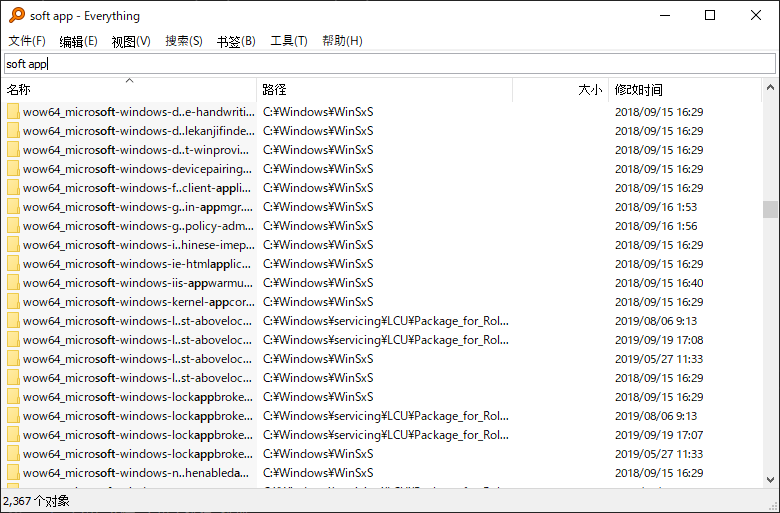 soft app - Everything
文件(F) 编辑(E) 视图(V) 搜索(S) 书签(B) 工具(T) 帮助(H)
soft app
名称 路径 大小 修改时间
wow64_microsoft-windows-d..e-handwriti... C:¥Windows¥WinSxS 2018/09/15 16:29
wow64_microsoft-windows-d..lekanjifinde... C:¥Windows¥WinSxS 2018/09/15 16:29
wow64_microsoft-windows-d..t-winprovi... C:¥Windows¥WinSxS 2018/09/15 16:29
wow64_microsoft-windows-devicepairing... C:¥Windows¥WinSxS 2018/09/15 16:29
wow64_microsoft-windows-f..client-appli... C:¥Windows¥WinSxS 2018/09/15 16:29
wow64_microsoft-windows-g..in-appmgr... C:¥Windows¥WinSxS 2018/09/16 1:53
wow64_microsoft-windows-g..policy-adm... C:¥Windows¥WinSxS 2018/09/16 1:56
wow64_microsoft-windows-i..hinese-imep... C:¥Windows¥WinSxS 2018/09/15 16:29
wow64_microsoft-windows-ie-htmlapplic... C:¥Windows¥WinSxS 2018/09/15 16:29
wow64_microsoft-windows-iis-appwarmu... C:¥Windows¥WinSxS 2018/09/15 16:40
wow64_microsoft-windows-kernel-appcor... C:¥Windows¥WinSxS 2018/09/15 16:29
wow64_microsoft-windows-l..st-aboveloc... C:¥Windows¥servicing¥LCU¥Package_for_Rol... 2019/08/06 9:13
wow64_microsoft-windows-l..st-aboveloc... C:¥Windows¥servicing¥LCU¥Package_for_Rol... 2019/09/19 17:08
wow64_microsoft-windows-l..st-aboveloc... C:¥Windows¥WinSxS 2019/05/27 11:33
wow64_microsoft-windows-l..st-aboveloc... C:¥Windows¥WinSxS 2018/09/15 16:29
wow64_microsoft-windows-lockappbroke... C:¥Windows¥WinSxS 2018/09/15 16:29
wow64_microsoft-windows-lockappbroke... C:¥Windows¥servicing¥LCU¥Package_for_Rol... 2019/08/06 9:13
wow64_microsoft-windows-lockappbroke... C:¥Windows¥servicing¥LCU¥Package_for_Rol... 2019/09/19 17:07
wow64_microsoft-windows-lockappbroke... C:¥Windows¥WinSxS 2019/05/27 11:33
wow64_microsoft-windows-n..henableda... C:¥Windows¥WinSxS 2018/09/15 16:29
2,367 个对象